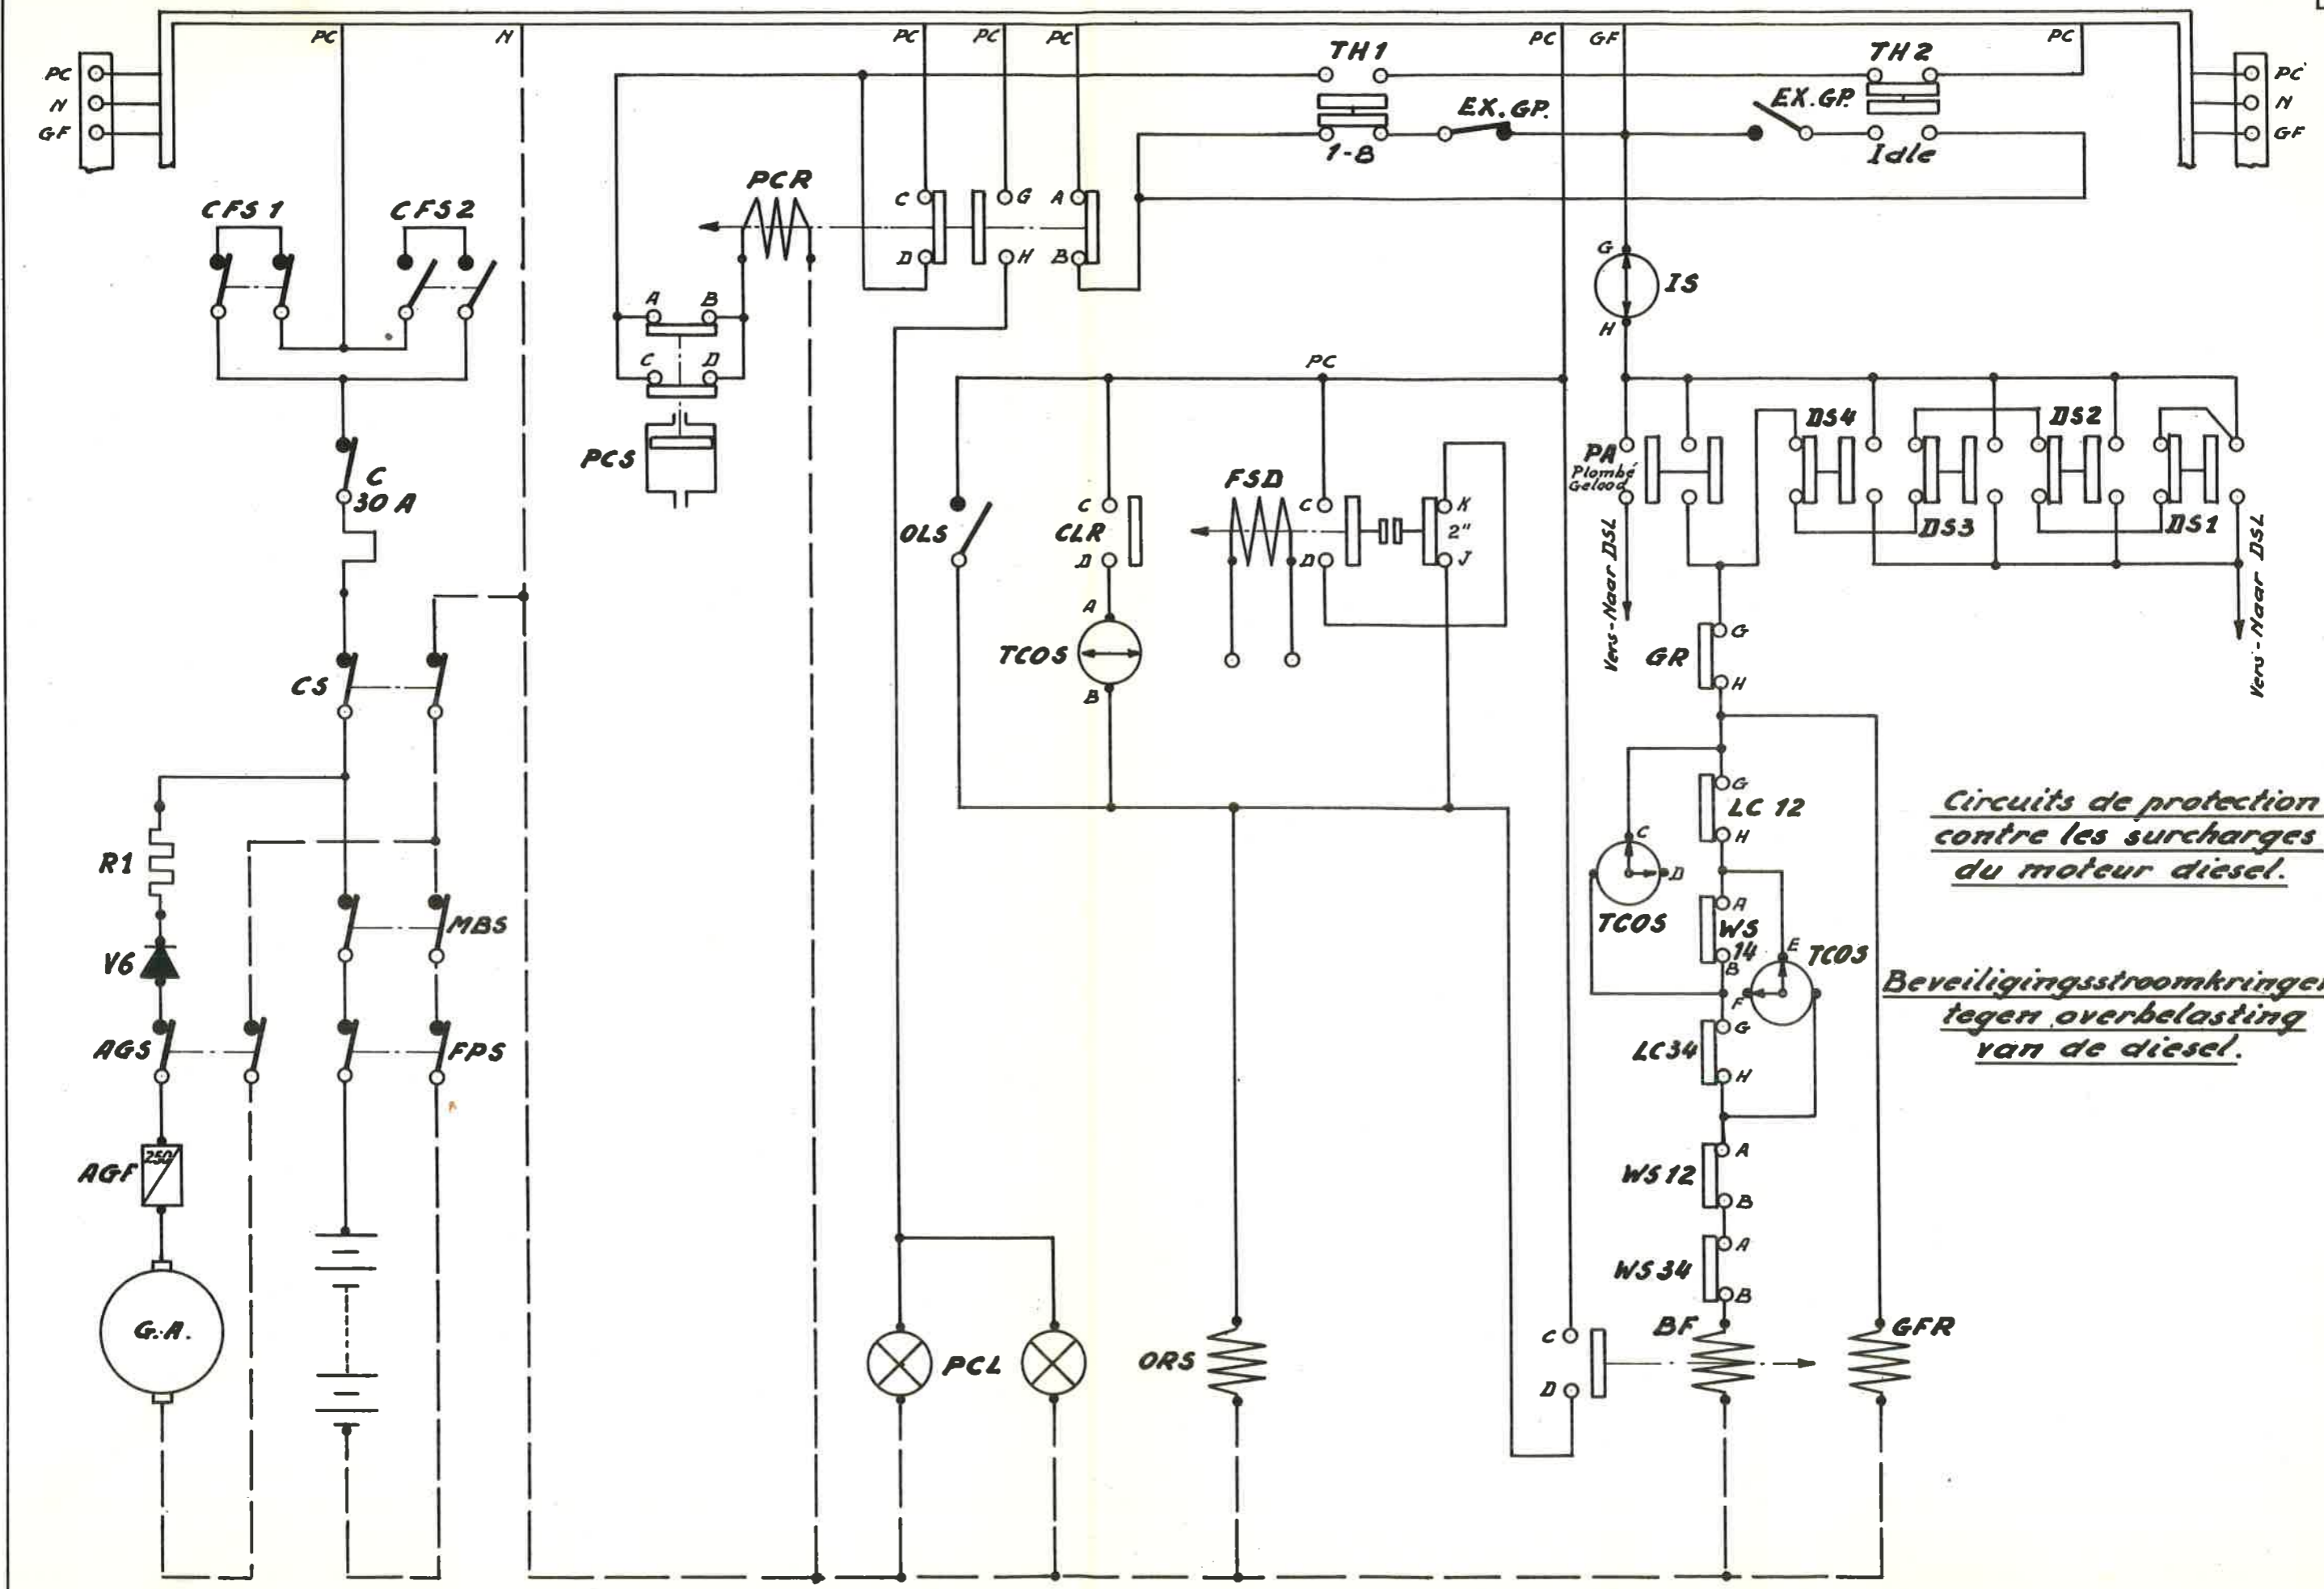 PC
N
PC
PC
PC
PC
GF
PC
PC
N
GF
PC
N
GF
TH1
TH2
EX.GP.
EX.GP.
1-8
Idle
CFS1
CFS2
PCR
C
G
A
D
H
B
G
IS
H
A
B
C
D
PCS
PC
C
30 A
DS4
DS2
PA
Plombé
Gelood
DS3
DS1
FSD
OLS
C
CLR
D
C
D
K
2"
J
Vers-Naar DSL
Vers-Naar DSL
A
TCOS
B
CS
G
GR
H
G
LC 12
H
R1
C
D
TCOS
A
WS
14
B
E
TCOS
F
V6
MBS
AGS
FPS
G
LC34
H
AGF
250
A
WS 12
B
A
WS 34
B
G.A.
PCL
ORS
C
D
BF
GFR
Circuits de protection
contre les surcharges
du moteur diesel.
Beveiligingsstroomkringen
tegen overbelasting
van de diesel.